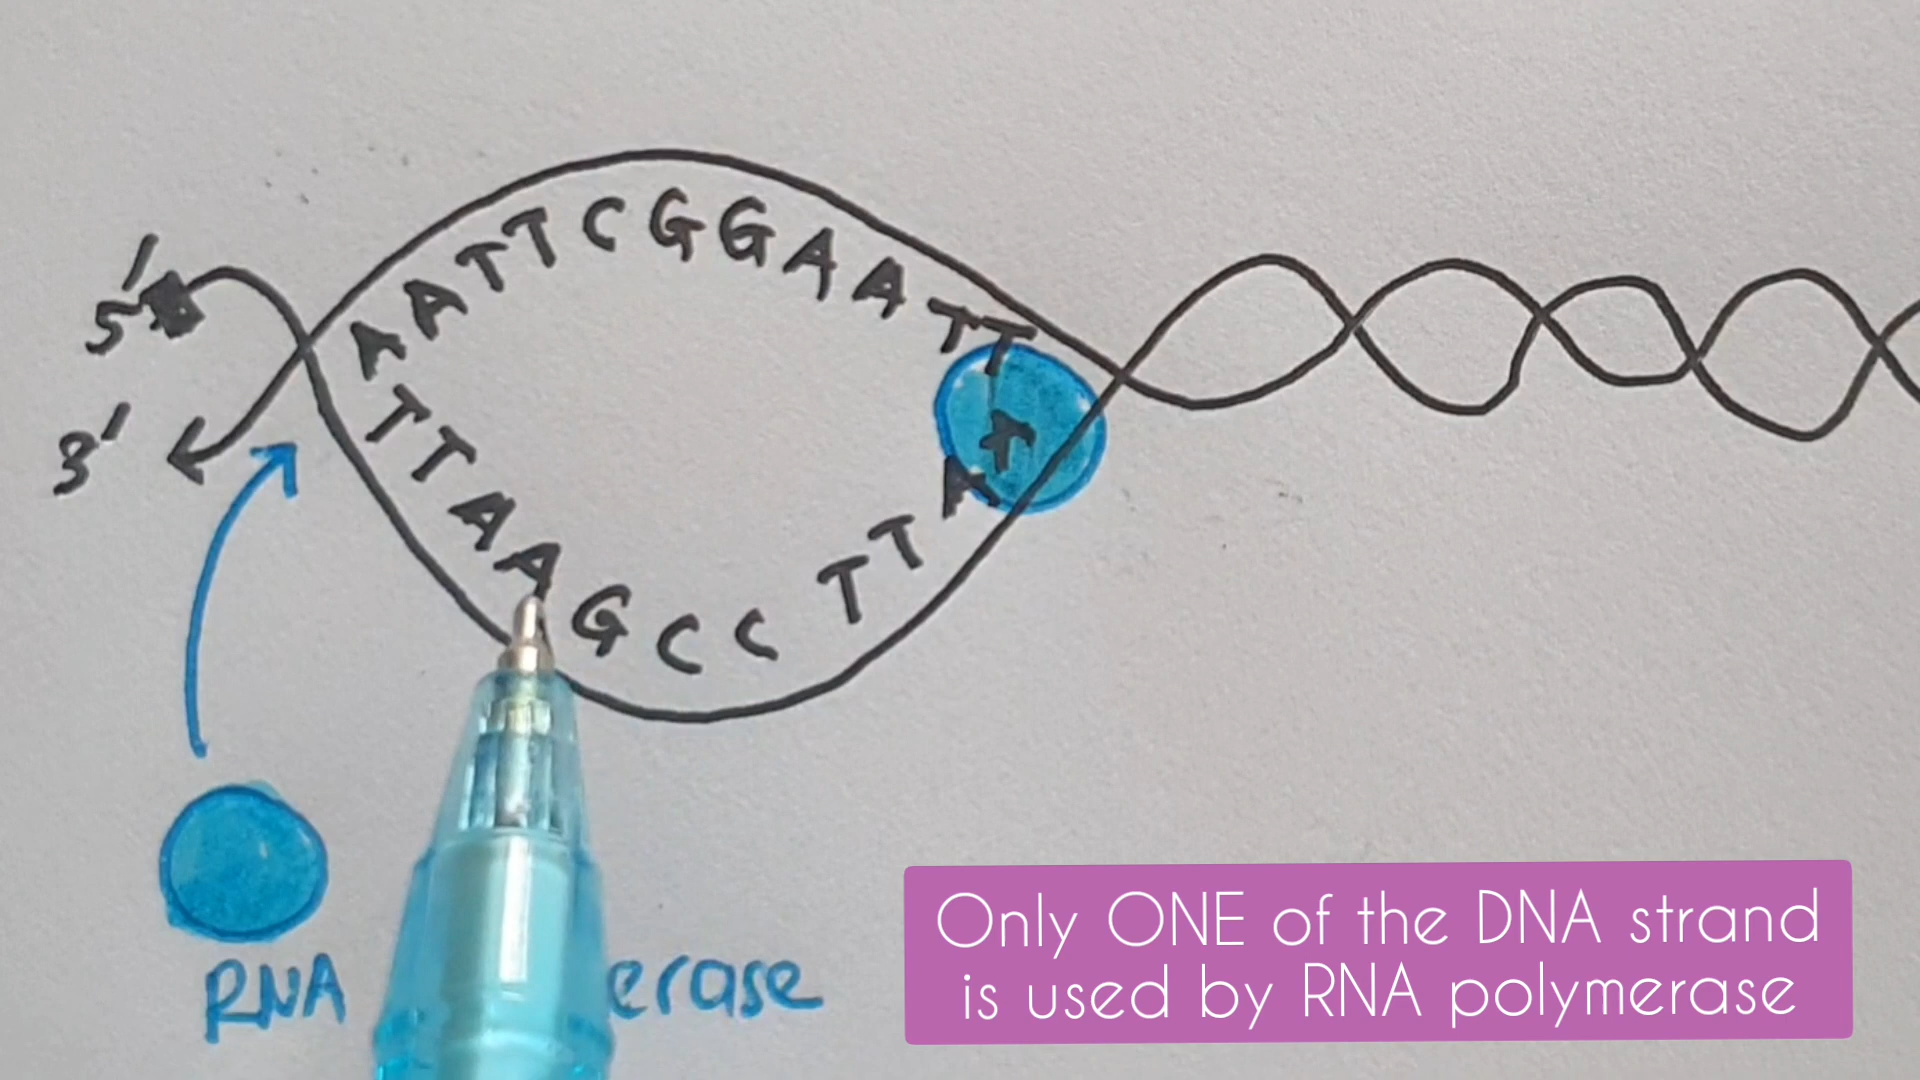 5'
AATTCGGAATT
3'
TTAAGCCTTAA
RNA erase
Only ONE of the DNA strand
is used by RNA polymerase